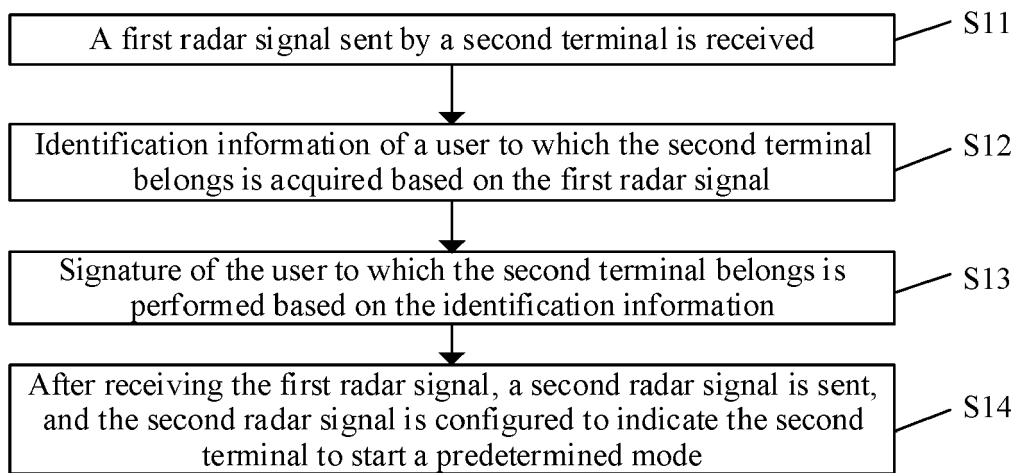 A first radar signal sent by a second terminal is received
S11
Identification information of a user to which the second terminal
belongs is acquired based on the first radar signal
S12
Signature of the user to which the second terminal belongs is
performed based on the identification information
S13
After receiving the first radar signal, a second radar signal is sent,
and the second radar signal is configured to indicate the second
terminal to start a predetermined mode
S14